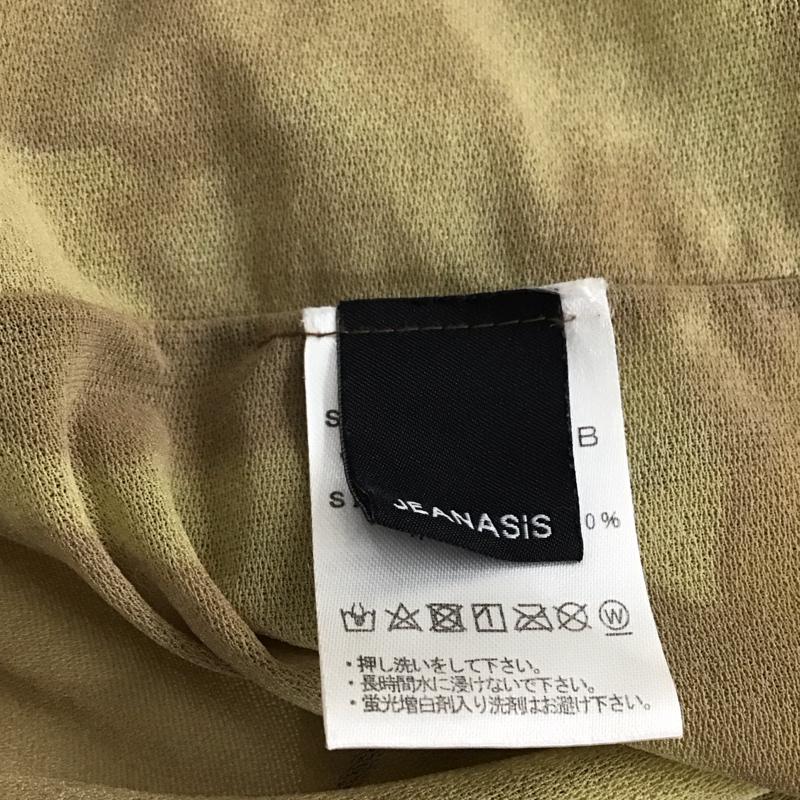 B
JEANASiS
0%
W
・押し洗いをして下さい。
・長時間水に浸けないで下さい。
・蛍光増白剤入り洗剤はお避け下さい。